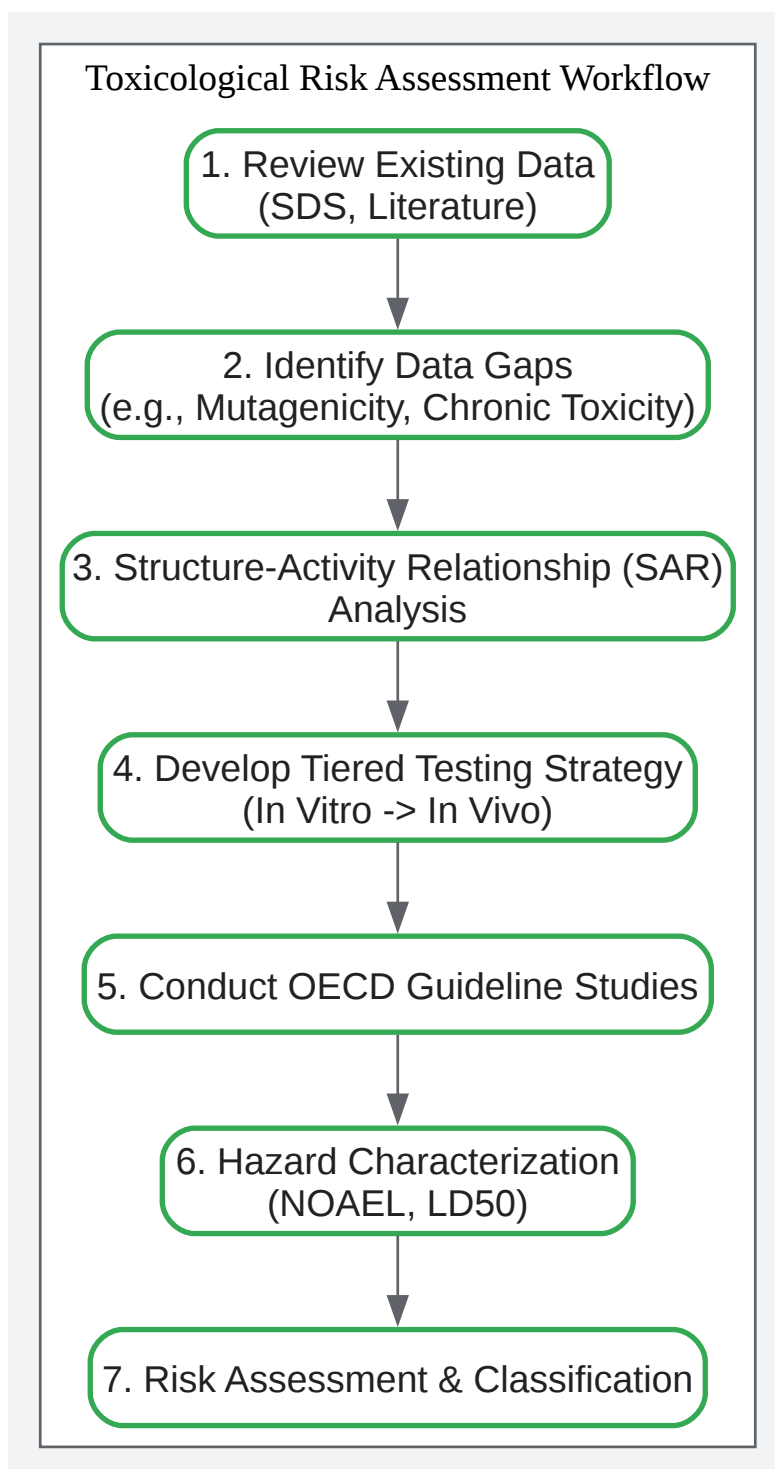 Toxicological Risk Assessment Workflow
1. Review Existing Data
(SDS, Literature)
2. Identify Data Gaps
(e.g., Mutagenicity, Chronic Toxicity)
3. Structure-Activity Relationship (SAR)
Analysis
4. Develop Tiered Testing Strategy
(In Vitro -> In Vivo)
5. Conduct OECD Guideline Studies
6. Hazard Characterization
(NOAEL, LD50)
7. Risk Assessment & Classification